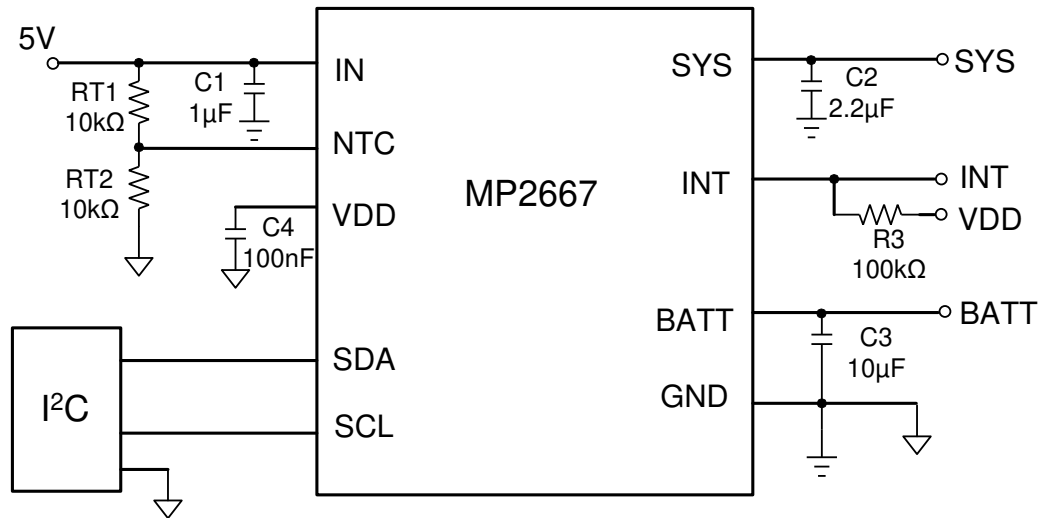 5V
RT1
10kΩ
C1
1µF
IN
RT2
10kΩ
NTC
C4
100nF
VDD
I²C
SDA
SCL
MP2667
SYS
C2
2.2µF
SYS
INT
INT
VDD
R3
100kΩ
BATT
BATT
C3
10µF
GND